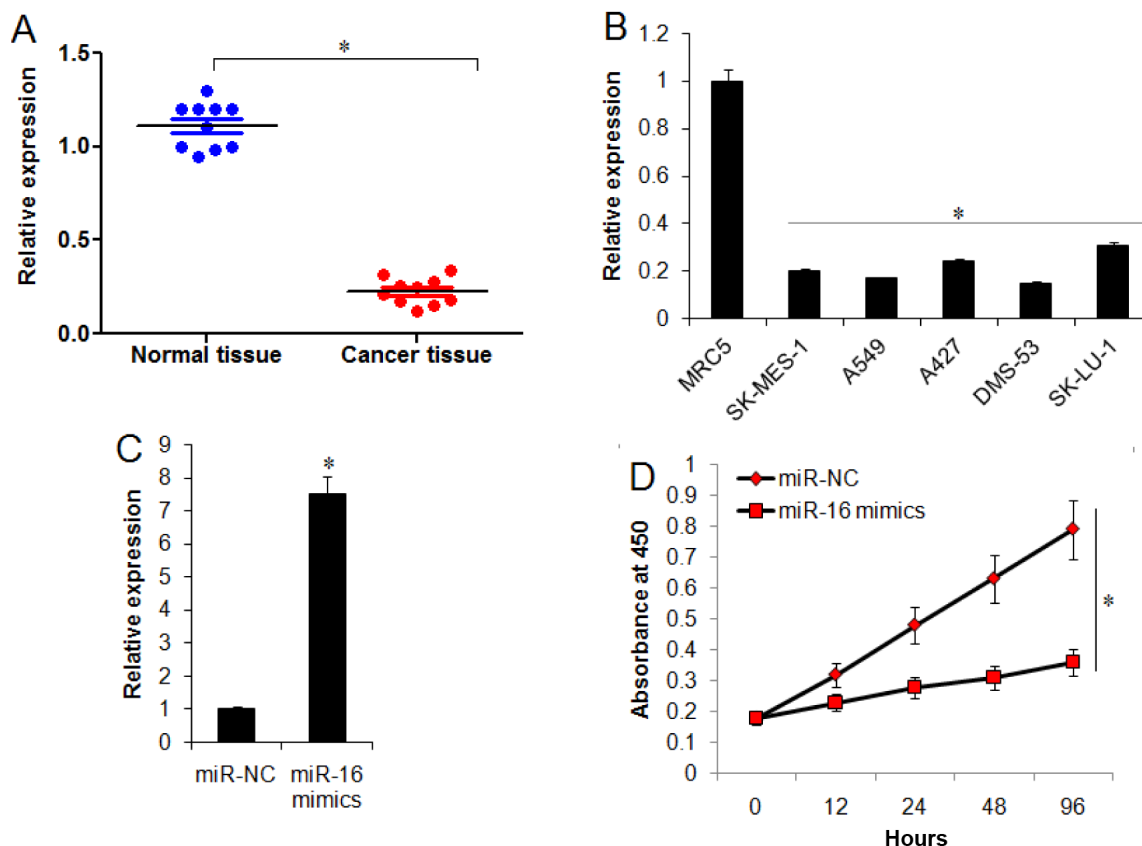 A
Relative expression
1.5
1.0
0.5
0.0
*
Normal tissue
Cancer tissue
B
Relative expression
1.2
1
0.8
0.6
0.4
0.2
0
*
MRC5
SK-MES-1
A549
A427
DMS-53
SK-LU-1
C
Relative expression
9
8
7
6
5
4
3
2
1
0
*
miR-NC
miR-16
mimics
D
Absorbance at 450
1
0.9
0.8
0.7
0.6
0.5
0.4
0.3
0.2
0.1
0
miR-NC
miR-16 mimics
*
0
12
24
48
96
Hours